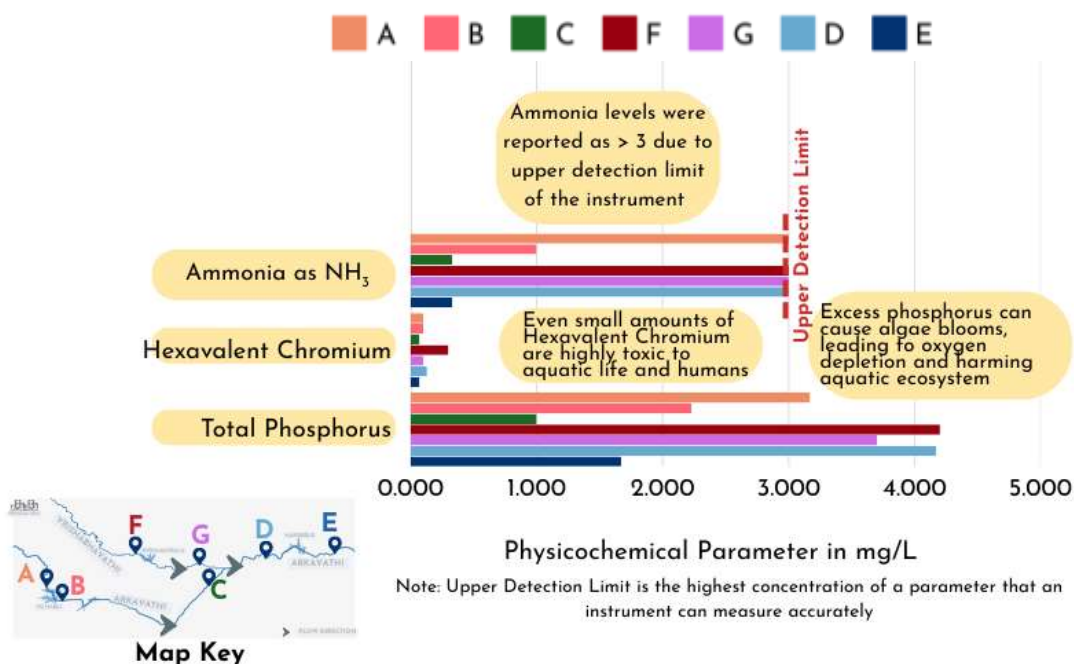 A B C F G D E
Ammonia levels were
reported as > 3 due to
upper detection limit
of the instrument
Upper Detection Limit
Ammonia as NH₃
Hexavalent Chromium
Even small amounts of
Hexavalent Chromium
are highly toxic to
aquatic life and humans
Excess phosphorus can
cause algae blooms,
leading to oxygen
depletion and harming
aquatic ecosystem
Total Phosphorus
0.000 1.000 2.000 3.000 4.000 5.000
Physicochemical Parameter in mg/L
Note: Upper Detection Limit is the highest concentration of a parameter that an
instrument can measure accurately
VRISHABHAVATHI
F
G
D
E
ARKAVATHI
A
B
C
ARKAVATHI
FLOW DIRECTION
Map Key